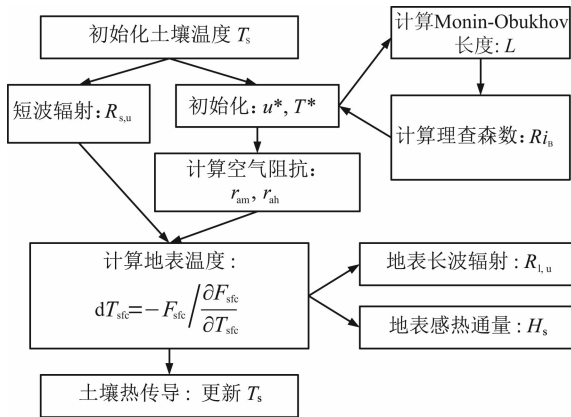 初始化土壤温度 Ts
计算Monin-Obukhov
长度: L
短波辐射: Rs,u
初始化: u*, T*
计算理查森数: RiB
计算空气阻抗:
ram, rah
计算地表温度:
dTsfc=−Fsfc/∂Fsfc/∂Tsfc
地表长波辐射: Rl, u
地表感热通量: Hs
土壤热传导: 更新 Ts